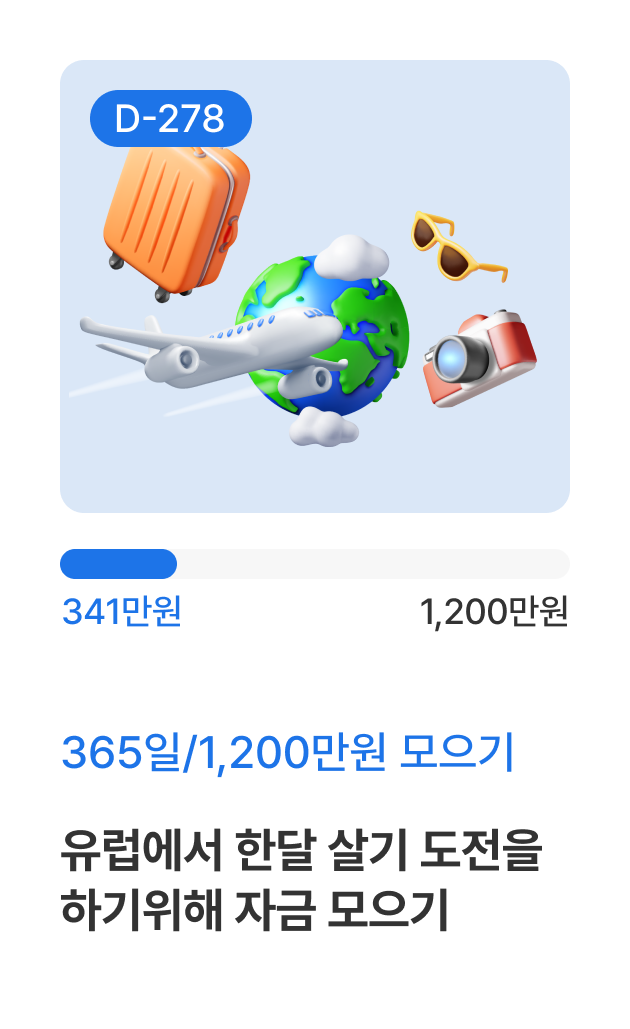 D-278
341만원
1,200만원
365일/1,200만원 모으기
유럽에서 한달 살기 도전을
하기위해 자금 모으기